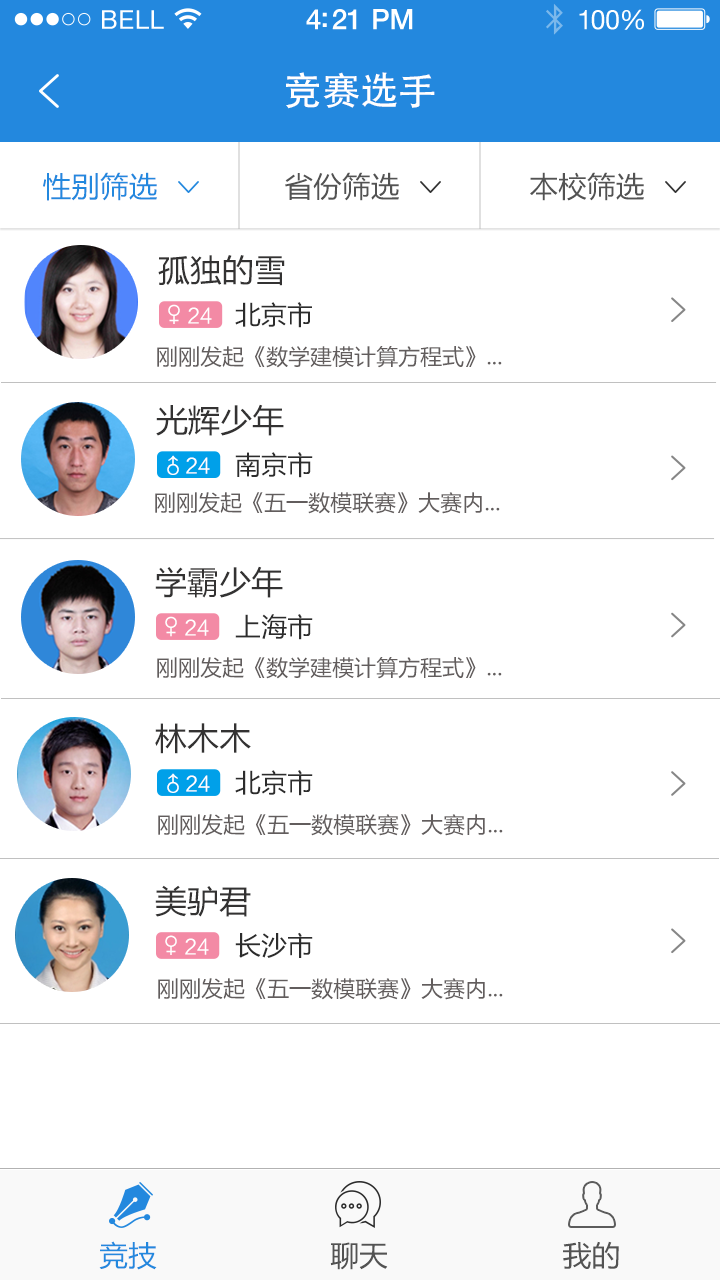 BELL 4:21 PM 100%
竞赛选手
性别筛选 省份筛选 本校筛选
孤独的雪
♀24 北京市
刚刚发起《数学建模计算方程式》...
光辉少年
♂24 南京市
刚刚发起《五一数模联赛》大赛内...
学霸少年
♀24 上海市
刚刚发起《数学建模计算方程式》...
林木木
♂24 北京市
刚刚发起《五一数模联赛》大赛内...
美驴君
♀24 长沙市
刚刚发起《五一数模联赛》大赛内...
竞技 聊天 我的